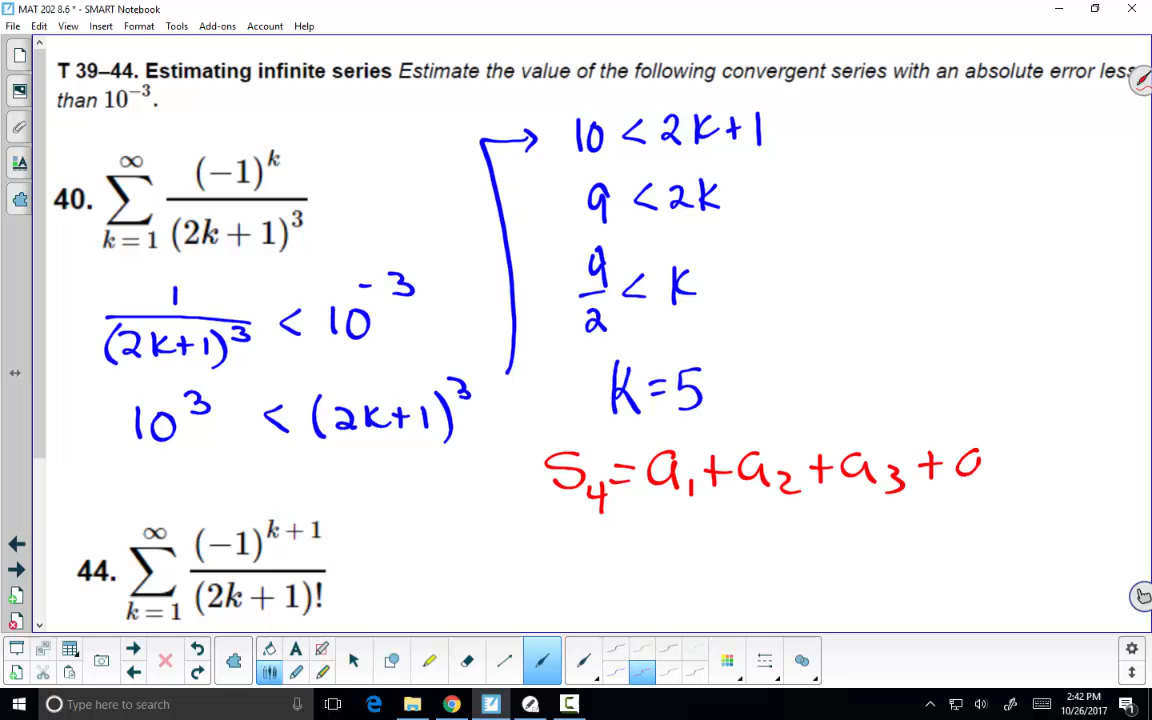 MAT 202 8.6 * - SMART Notebook
File Edit View Insert Format Tools Add-ons Account Help
T 39–44. Estimating infinite series Estimate the value of the following convergent series with an absolute error less
than 10⁻³.
40. ∑_{k=1}^{∞} (−1)^k / (2k + 1)^3
1/(2k+1)^3 < 10^-3
10^3 < (2k+1)^3
10 < 2k+1
9 < 2k
9/2 < k
k=5
S_4 = a_1 + a_2 + a_3 +
44. ∑_{k=1}^{∞} (−1)^{k+1} / (2k + 1)!
Type here to search
2:42 PM
10/26/2017
1